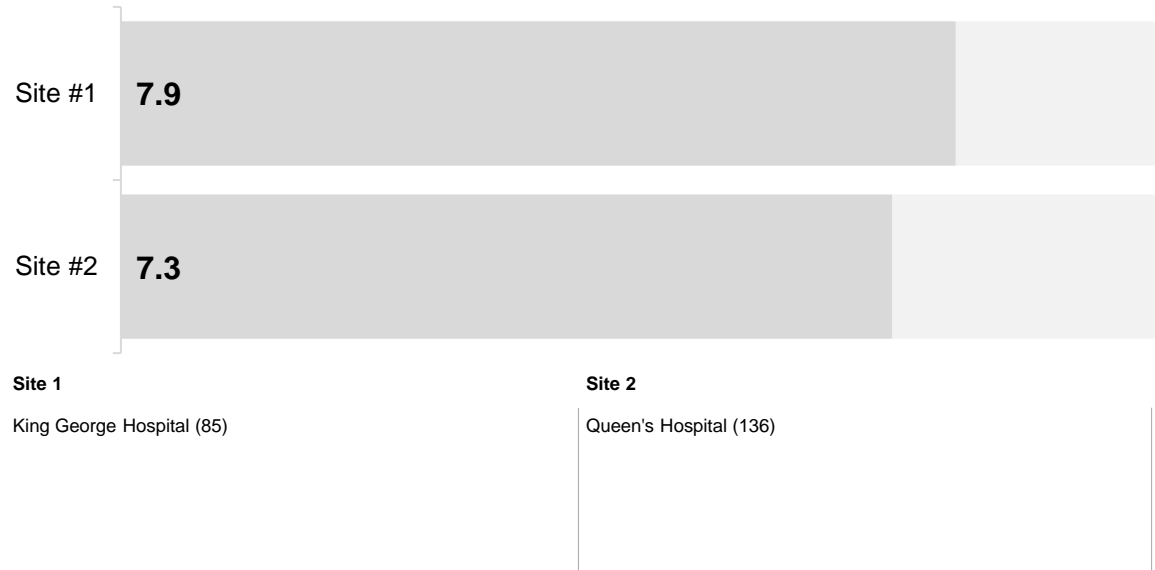 Site #1 7.9
Site #2 7.3
Site 1
King George Hospital (85)
Site 2
Queen's Hospital (136)